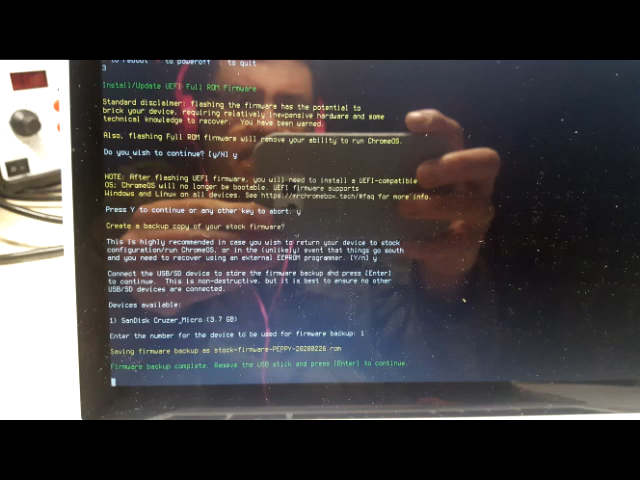 to reboot to poweroff to quit
3
Install/Update UEFI Full ROM Firmware
Standard disclaimer: flashing the firmware has the potential to
brick your device, requiring relatively inexpensive hardware and some
technical knowledge to recover. You have been warned.
Also, flashing Full ROM firmware will remove your ability to run ChromeOS.
Do you wish to continue? [y/N] y
NOTE: After flashing UEFI firmware, you will need to install a UEFI-compatible
OS; ChromeOS will no longer be bootable. UEFI firmware supports
Windows and Linux on all devices. See https://mrchromebox.tech/#faq for more info.
Press Y to continue or any other key to abort: y
Create a backup copy of your stock firmware?
This is highly recommended in case you wish to return your device to stock
configuration/run ChromeOS, or in the (unlikely) event that things go south
and you need to recover using an external EEPROM programmer. [Y/n] y
Connect the USB/SD device to store the firmware backup and press [Enter]
to continue. This is non-destructive, but it is best to ensure no other
USB/SD devices are connected.
Devices available:
1) SanDisk Cruzer_Micro (3.7 GB)
Enter the number for the device to be used for firmware backup: 1
Saving firmware backup as stock-firmware-PEPPY-20200226.rom
Firmware backup complete. Remove the USB stick and press [Enter] to continue.